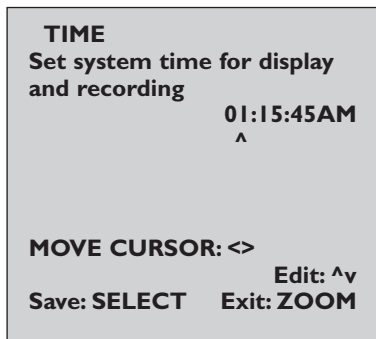 TIME
Set system time for display
and recording
01:15:45AM
^
MOVE CURSOR: <>
Edit: ^v
Save: SELECT Exit: ZOOM